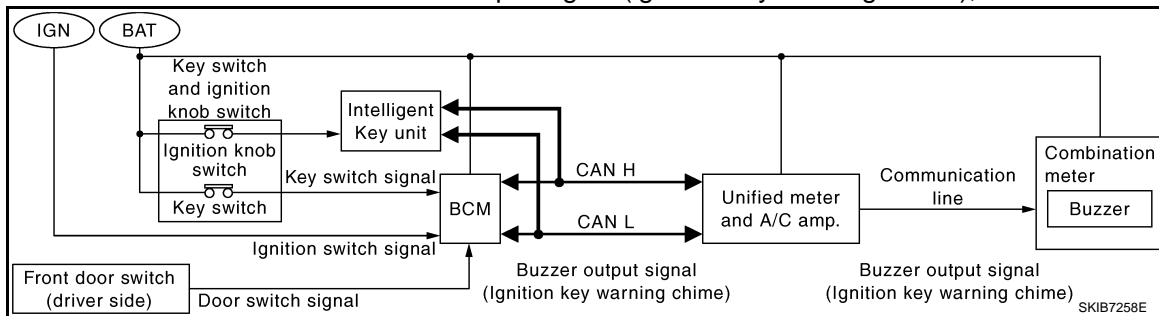 IGN
BAT
Key switch
and ignition
knob switch
Intelligent
Key unit
Ignition knob
switch
Key switch signal
Key switch
BCM
CAN H
CAN L
Unified meter
and A/C amp.
Communication
line
Combination
meter
Buzzer
Ignition switch signal
Front door switch
(driver side)
Door switch signal
Buzzer output signal
(Ignition key warning chime)
Buzzer output signal
(Ignition key warning chime)
SKIB7258E